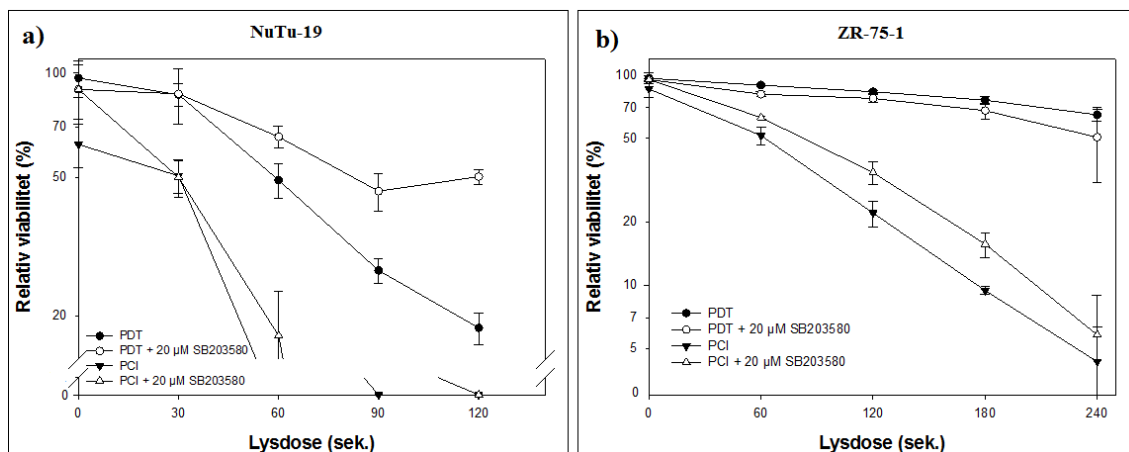 a)
NuTu-19
Relativ viabilitet (%)
100
70
50
20
0
PDT
PDT + 20 µM SB203580
PCI
PCI + 20 µM SB203580
0 30 60 90 120
Lysdose (sek.)
b)
ZR-75-1
Relativ viabilitet (%)
100
70
50
20
10
7
5
0
PDT
PDT + 20 µM SB203580
PCI
PCI + 20 µM SB203580
0 60 120 180 240
Lysdose (sek.)